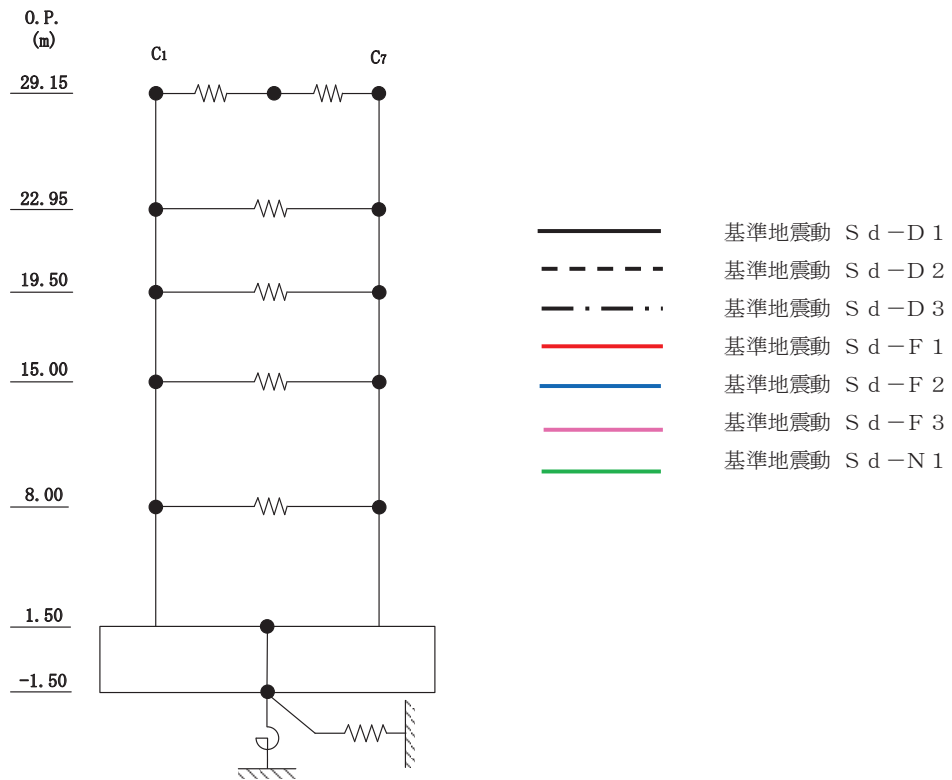 O.P.
(m)
C1
C7
29.15
22.95
19.50
15.00
8.00
1.50
-1.50
基準地震動 Sd-D1
基準地震動 Sd-D2
基準地震動 Sd-D3
基準地震動 Sd-F1
基準地震動 Sd-F2
基準地震動 Sd-F3
基準地震動 Sd-N1